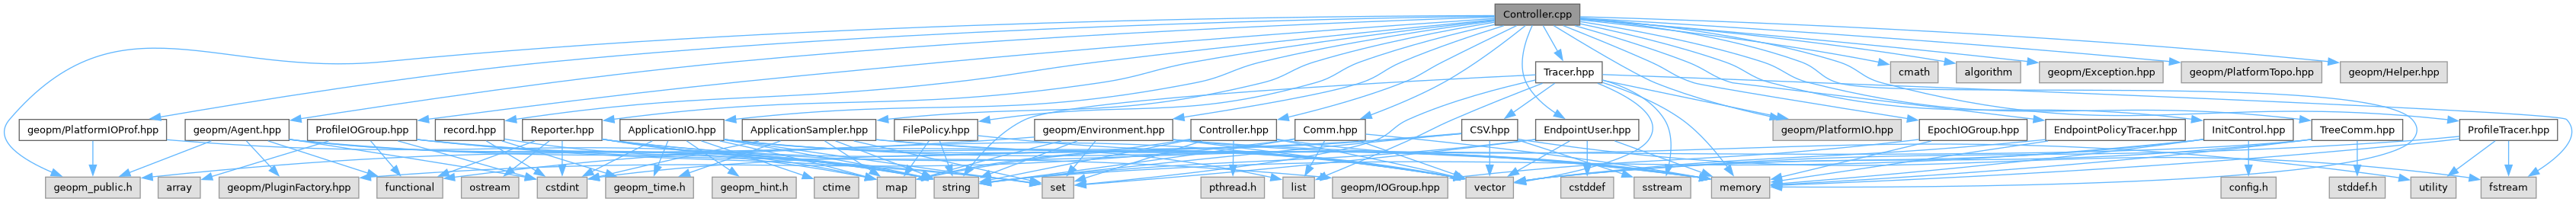 Controller.cpp
Tracer.hpp
cmath
algorithm
geopm/Exception.hpp
geopm/PlatformTopo.hpp
geopm/Helper.hpp
geopm/PlatformIOProf.hpp
geopm/Agent.hpp
ProfileIOGroup.hpp
record.hpp
Reporter.hpp
ApplicationIO.hpp
ApplicationSampler.hpp
FilePolicy.hpp
geopm/Environment.hpp
Controller.hpp
Comm.hpp
CSV.hpp
EndpointUser.hpp
geopm/PlatformIO.hpp
EpochIOGroup.hpp
EndpointPolicyTracer.hpp
InitControl.hpp
TreeComm.hpp
ProfileTracer.hpp
geopm_public.h
array
geopm/PluginFactory.hpp
functional
ostream
cstdint
geopm_time.h
geopm_hint.h
ctime
map
string
set
pthread.h
list
geopm/IOGroup.hpp
vector
cstddef
sstream
memory
config.h
stddef.h
utility
fstream